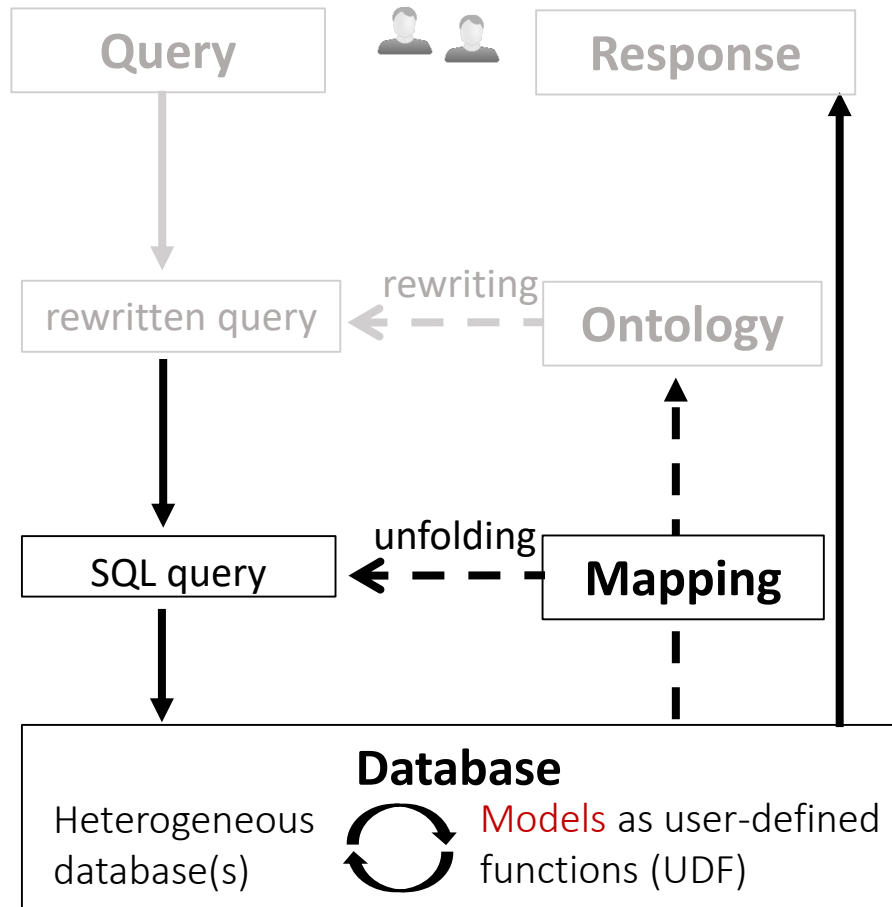 Query
Response
rewriting
rewritten query
Ontology
unfolding
SQL query
Mapping
Database
Heterogeneous
database(s)
Models as user-defined
functions (UDF)